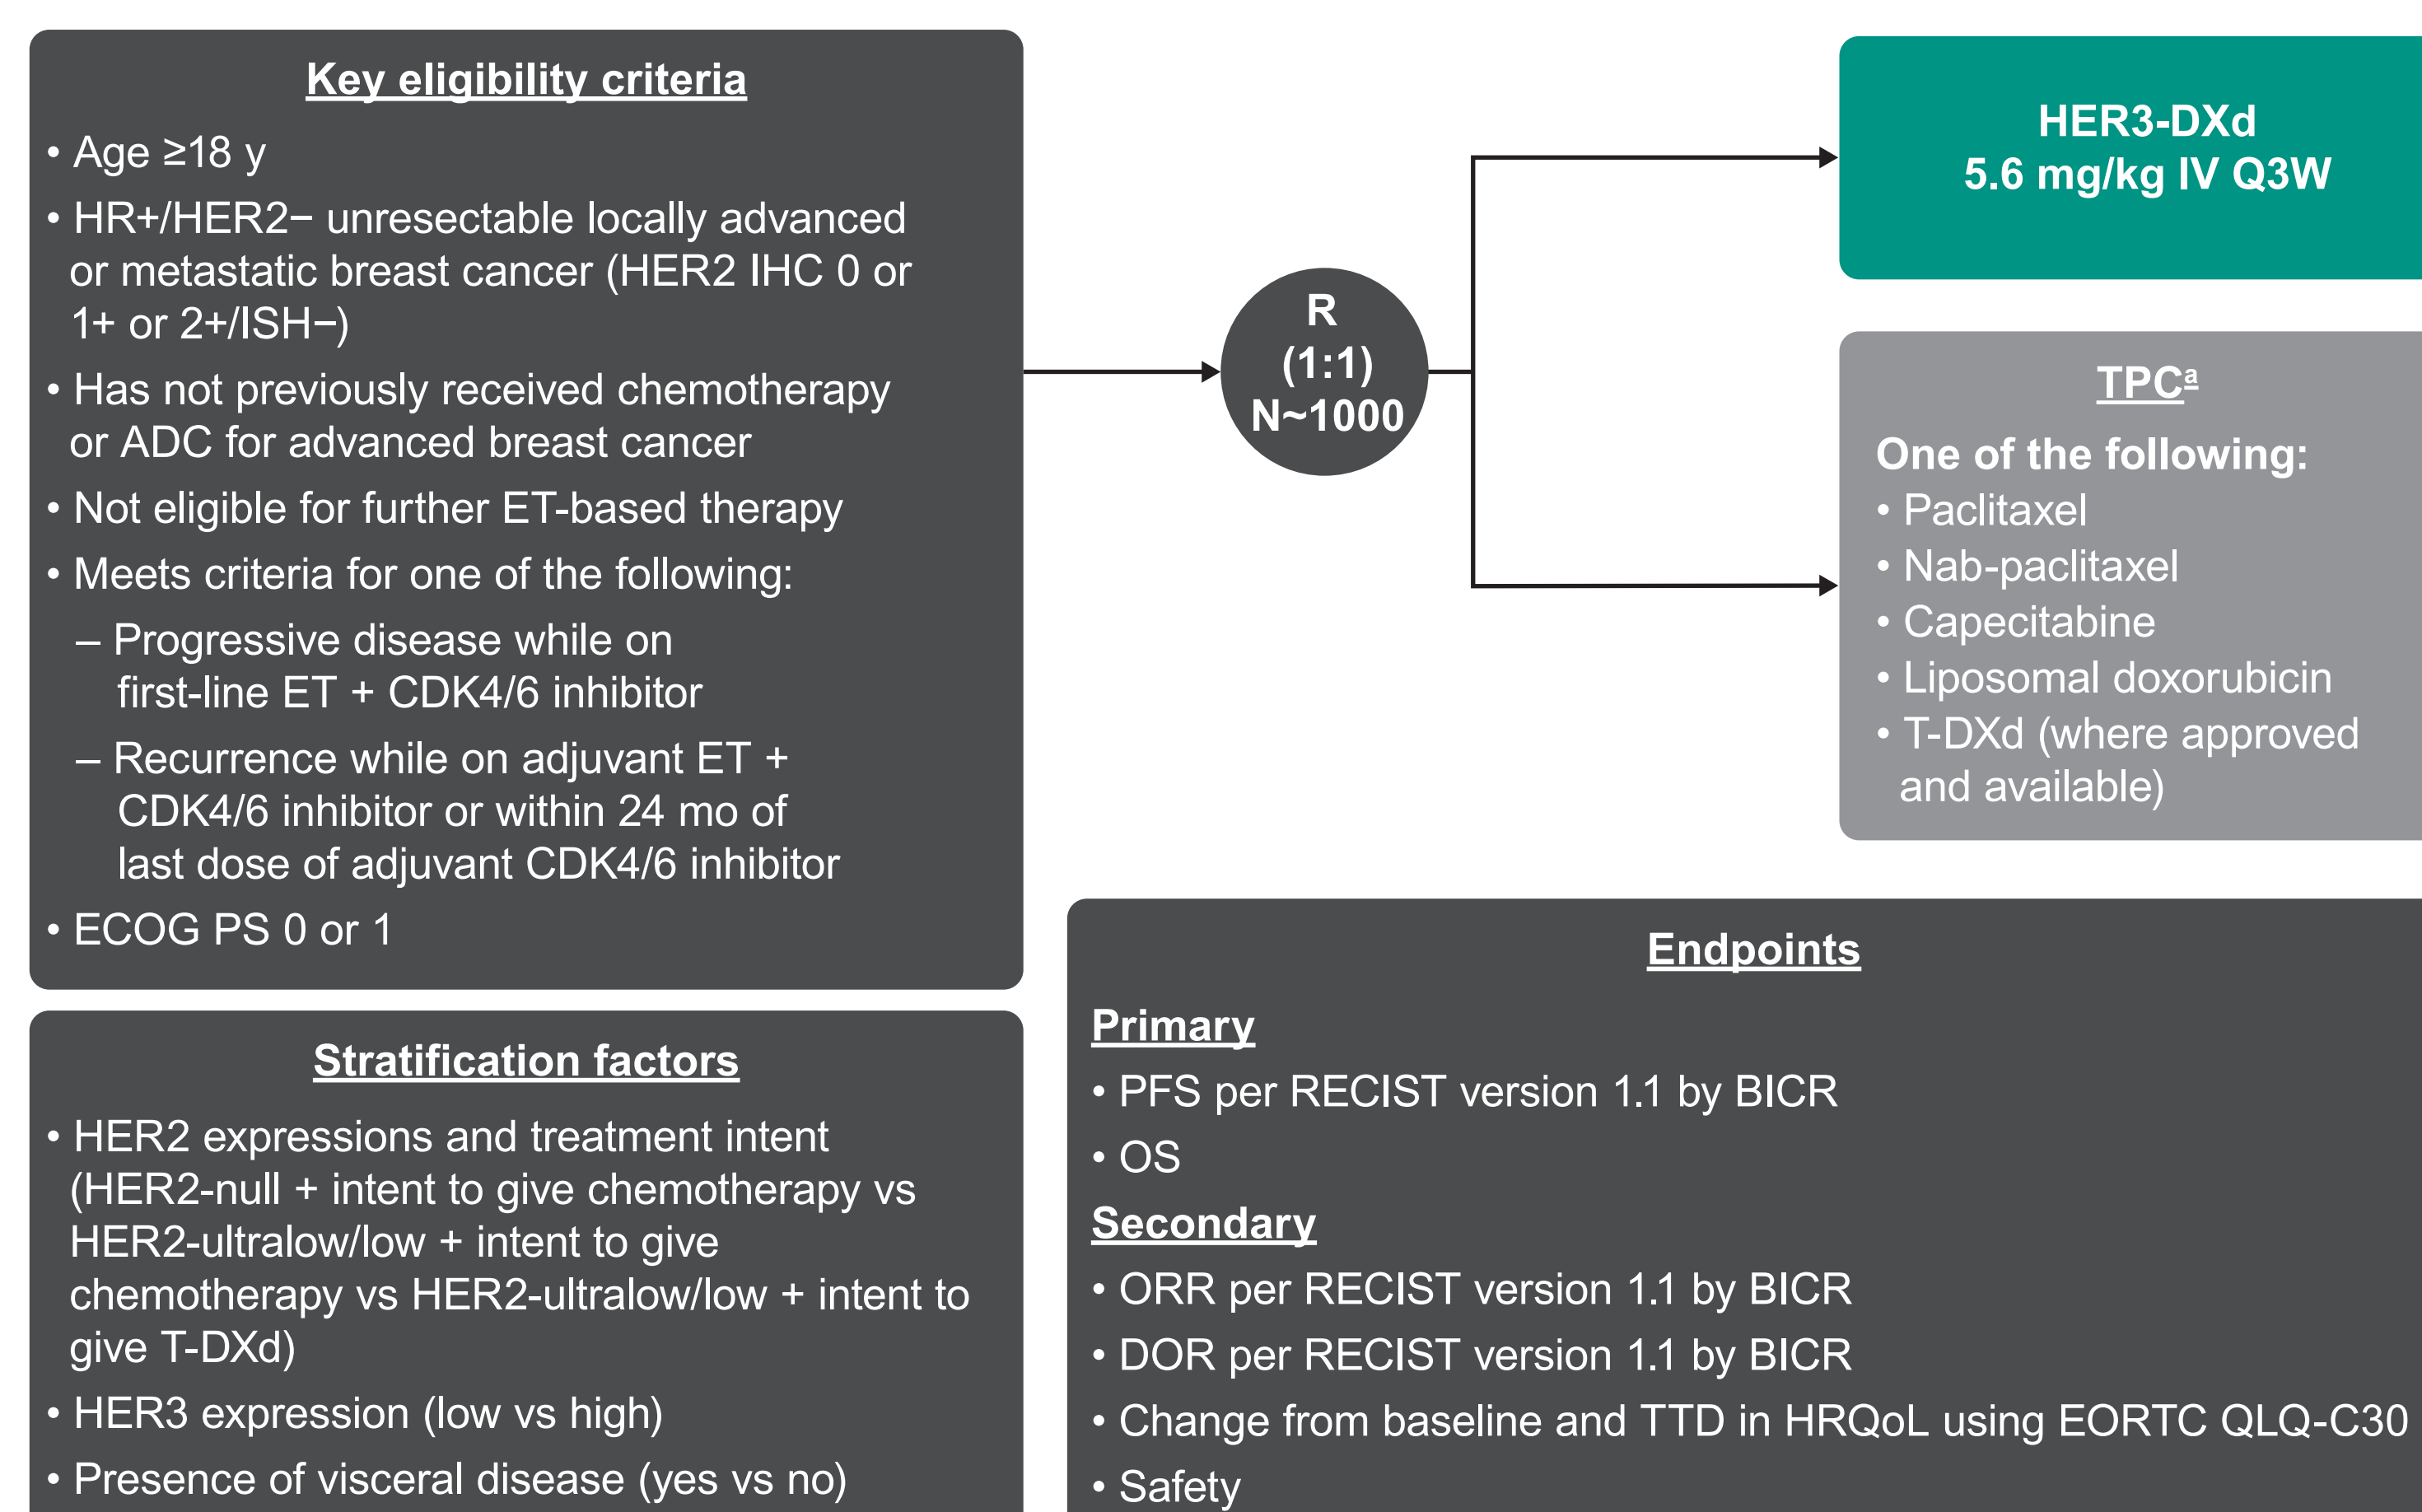 Key eligibility criteria
• Age ≥18 y
• HR+/HER2− unresectable locally advanced
or metastatic breast cancer (HER2 IHC 0 or
1+ or 2+/ISH−)
• Has not previously received chemotherapy
or ADC for advanced breast cancer
• Not eligible for further ET-based therapy
• Meets criteria for one of the following:
– Progressive disease while on
first-line ET + CDK4/6 inhibitor
– Recurrence while on adjuvant ET +
CDK4/6 inhibitor or within 24 mo of
last dose of adjuvant CDK4/6 inhibitor
• ECOG PS 0 or 1
Stratification factors
• HER2 expressions and treatment intent
(HER2-null + intent to give chemotherapy vs
HER2-ultralow/low + intent to give
chemotherapy vs HER2-ultralow/low + intent to
give T-DXd)
• HER3 expression (low vs high)
• Presence of visceral disease (yes vs no)
R
(1:1)
N~1000
HER3-DXd
5.6 mg/kg IV Q3W
TPCᵃ
One of the following:
• Paclitaxel
• Nab-paclitaxel
• Capecitabine
• Liposomal doxorubicin
• T-DXd (where approved
and available)
Endpoints
Primary
• PFS per RECIST version 1.1 by BICR
• OS
Secondary
• ORR per RECIST version 1.1 by BICR
• DOR per RECIST version 1.1 by BICR
• Change from baseline and TTD in HRQoL using EORTC QLQ-C30
• Safety